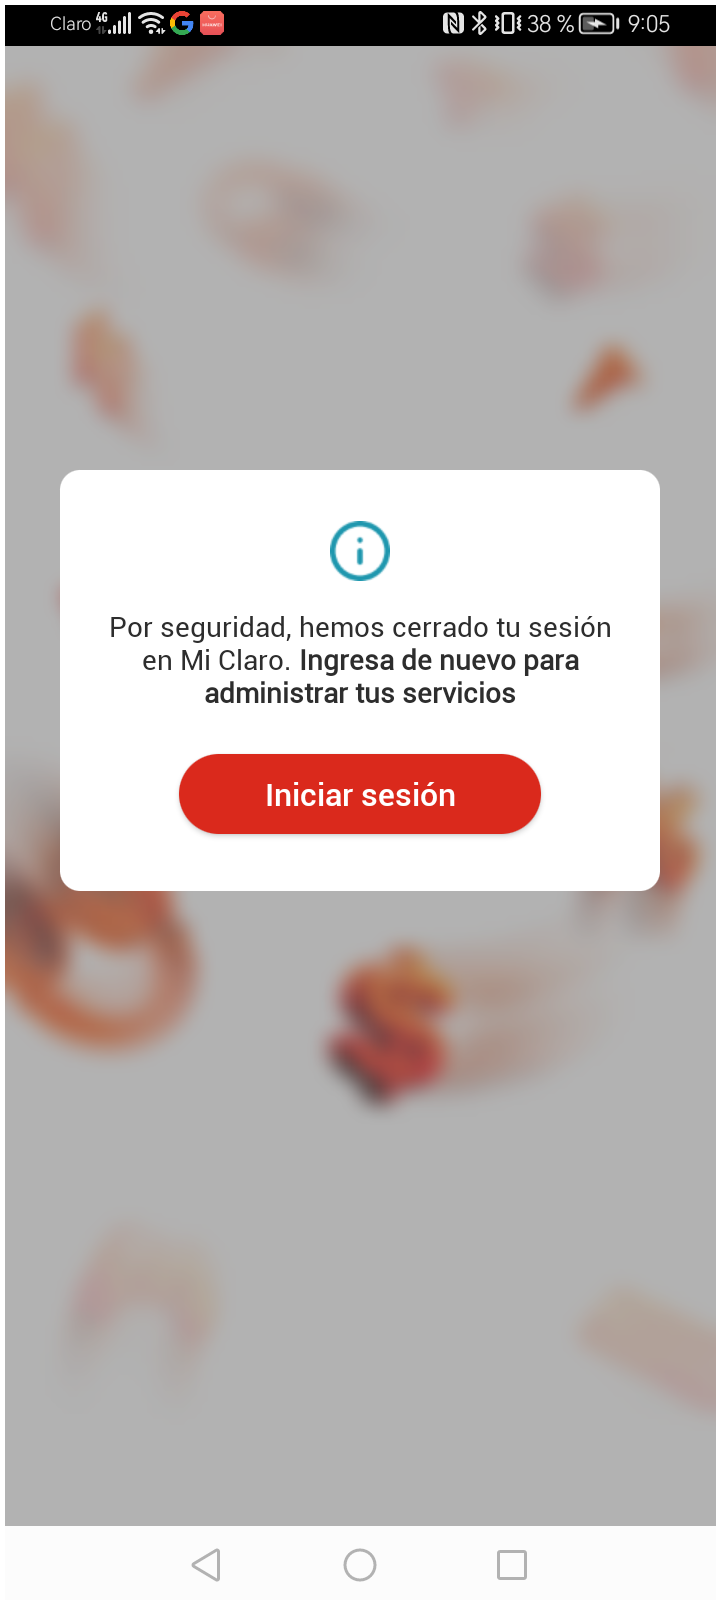 Claro 4G 38 % 9:05
Por seguridad, hemos cerrado tu sesión
en Mi Claro. Ingresa de nuevo para
administrar tus servicios
Iniciar sesión